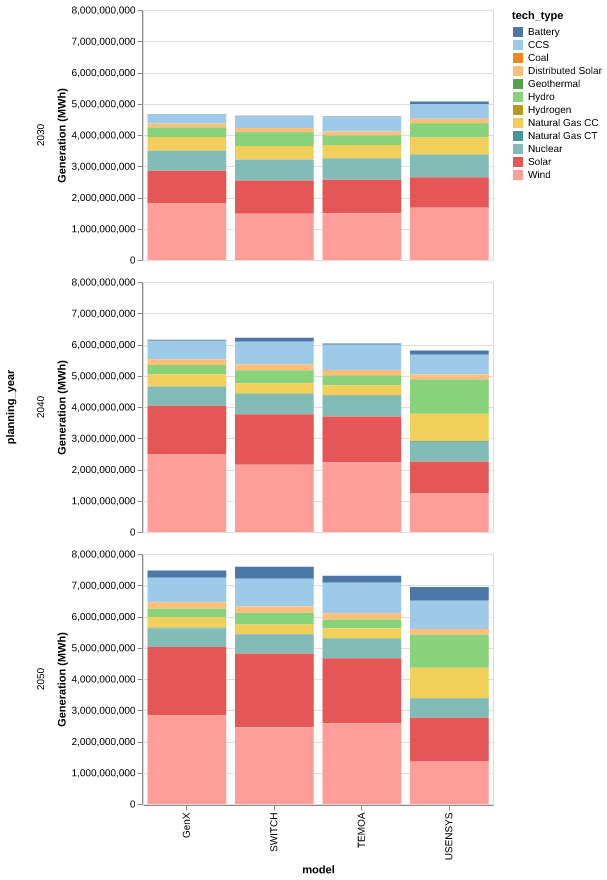 planning_year
2030
Generation (MWh)
8,000,000,000
7,000,000,000
6,000,000,000
5,000,000,000
4,000,000,000
3,000,000,000
2,000,000,000
1,000,000,000
0
2040
Generation (MWh)
8,000,000,000
7,000,000,000
6,000,000,000
5,000,000,000
4,000,000,000
3,000,000,000
2,000,000,000
1,000,000,000
0
2050
Generation (MWh)
8,000,000,000
7,000,000,000
6,000,000,000
5,000,000,000
4,000,000,000
3,000,000,000
2,000,000,000
1,000,000,000
0
GenX
SWITCH
TEMOA
USENSYS
model
tech_type
Battery
CCS
Coal
Distributed Solar
Geothermal
Hydro
Hydrogen
Natural Gas CC
Natural Gas CT
Nuclear
Solar
Wind